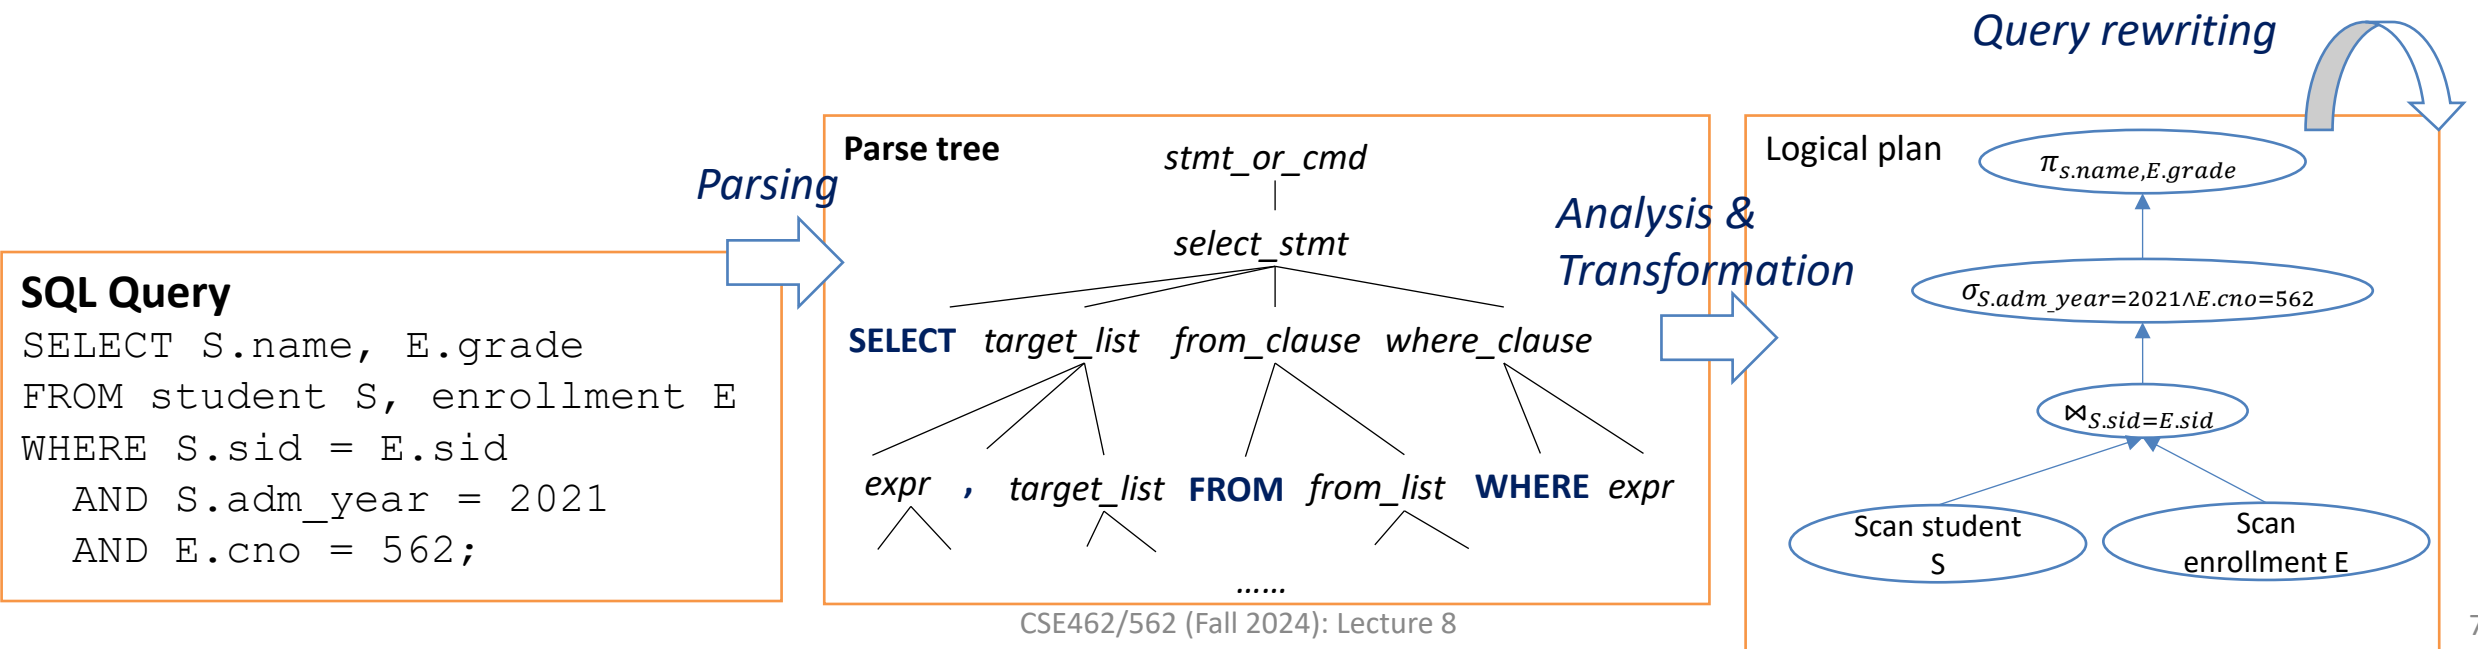 Query rewriting
Parsing
SQL Query
SELECT S.name, E.grade
FROM student S, enrollment E
WHERE S.sid = E.sid
AND S.adm_year = 2021
AND E.cno = 562;
Parse tree
stmt_or_cmd
select_stmt
SELECT target_list from_clause where_clause
expr , target_list FROM from_list WHERE expr
......
Analysis &
Transformation
Logical plan
π s.name,E.grade
σ S.adm_year=2021∧E.cno=562
⋈ S.sid=E.sid
Scan student
S
Scan
enrollment E
CSE462/562 (Fall 2024): Lecture 8
7